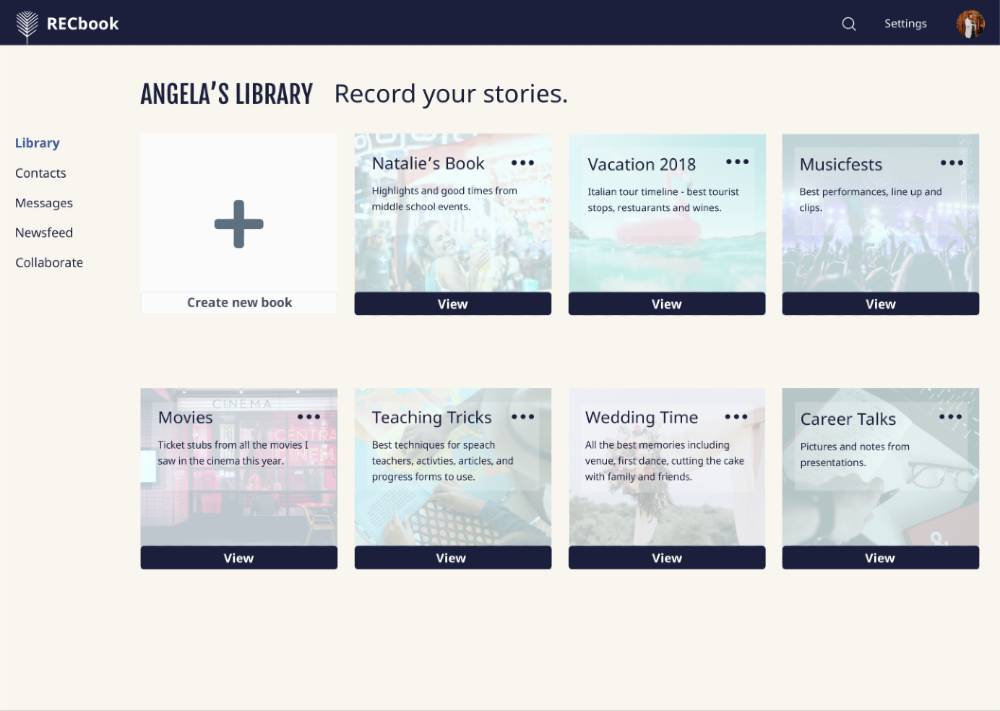 RECbook
Settings
ANGELA'S LIBRARY Record your stories.
Library
Contacts
Messages
Newsfeed
Collaborate
Create new book
Natalie's Book
Highlights and good times from
middle school events.
View
Vacation 2018
Italian tour timeline - best tourist
stops, restuarants and wines.
View
Musicfests
Best performances, line up and
clips.
View
CINEMA
Movies
Ticket stubs from all the movies I
saw in the cinema this year.
View
Teaching Tricks
Best techniques for speach
teachers, activties, articles, and
progress forms to use.
View
Wedding Time
All the best memories including
venue, first dance, cutting the cake
with family and friends.
View
Career Talks
Pictures and notes from
presentations.
View